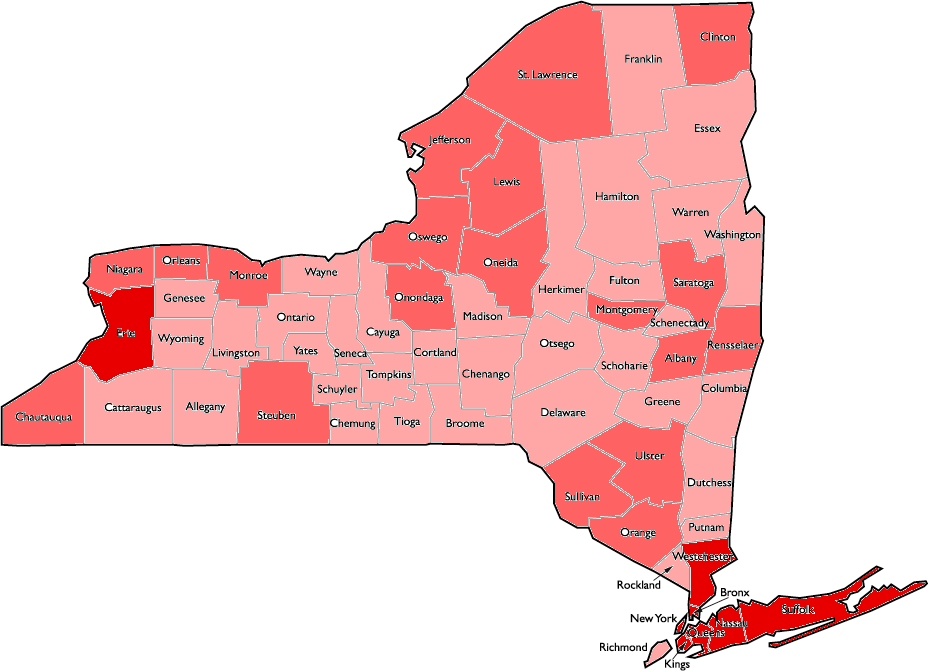 Clinton
Franklin
St. Lawrence
Essex
Jefferson
Lewis
Hamilton
Warren
Washington
Oswego
Oneida
Herkimer
Niagara
Orleans
Monroe
Wayne
Genesee
Onondaga
Fulton
Saratoga
Montgomery
Madison
Ontario
Erie
Wyoming
Cayuga
Schenectady
Livingston
Yates
Seneca
Cortland
Otsego
Rensselaer
Albany
Schoharie
Schuyler
Tompkins
Chenango
Columbia
Greene
Chautauqua
Cattaraugus
Allegany
Steuben
Chemung
Tioga
Broome
Delaware
Ulster
Dutchess
Sullivan
Orange
Putnam
Westchester
Rockland
Bronx
New York
Suffolk
Nassau
Queens
Richmond
Kings